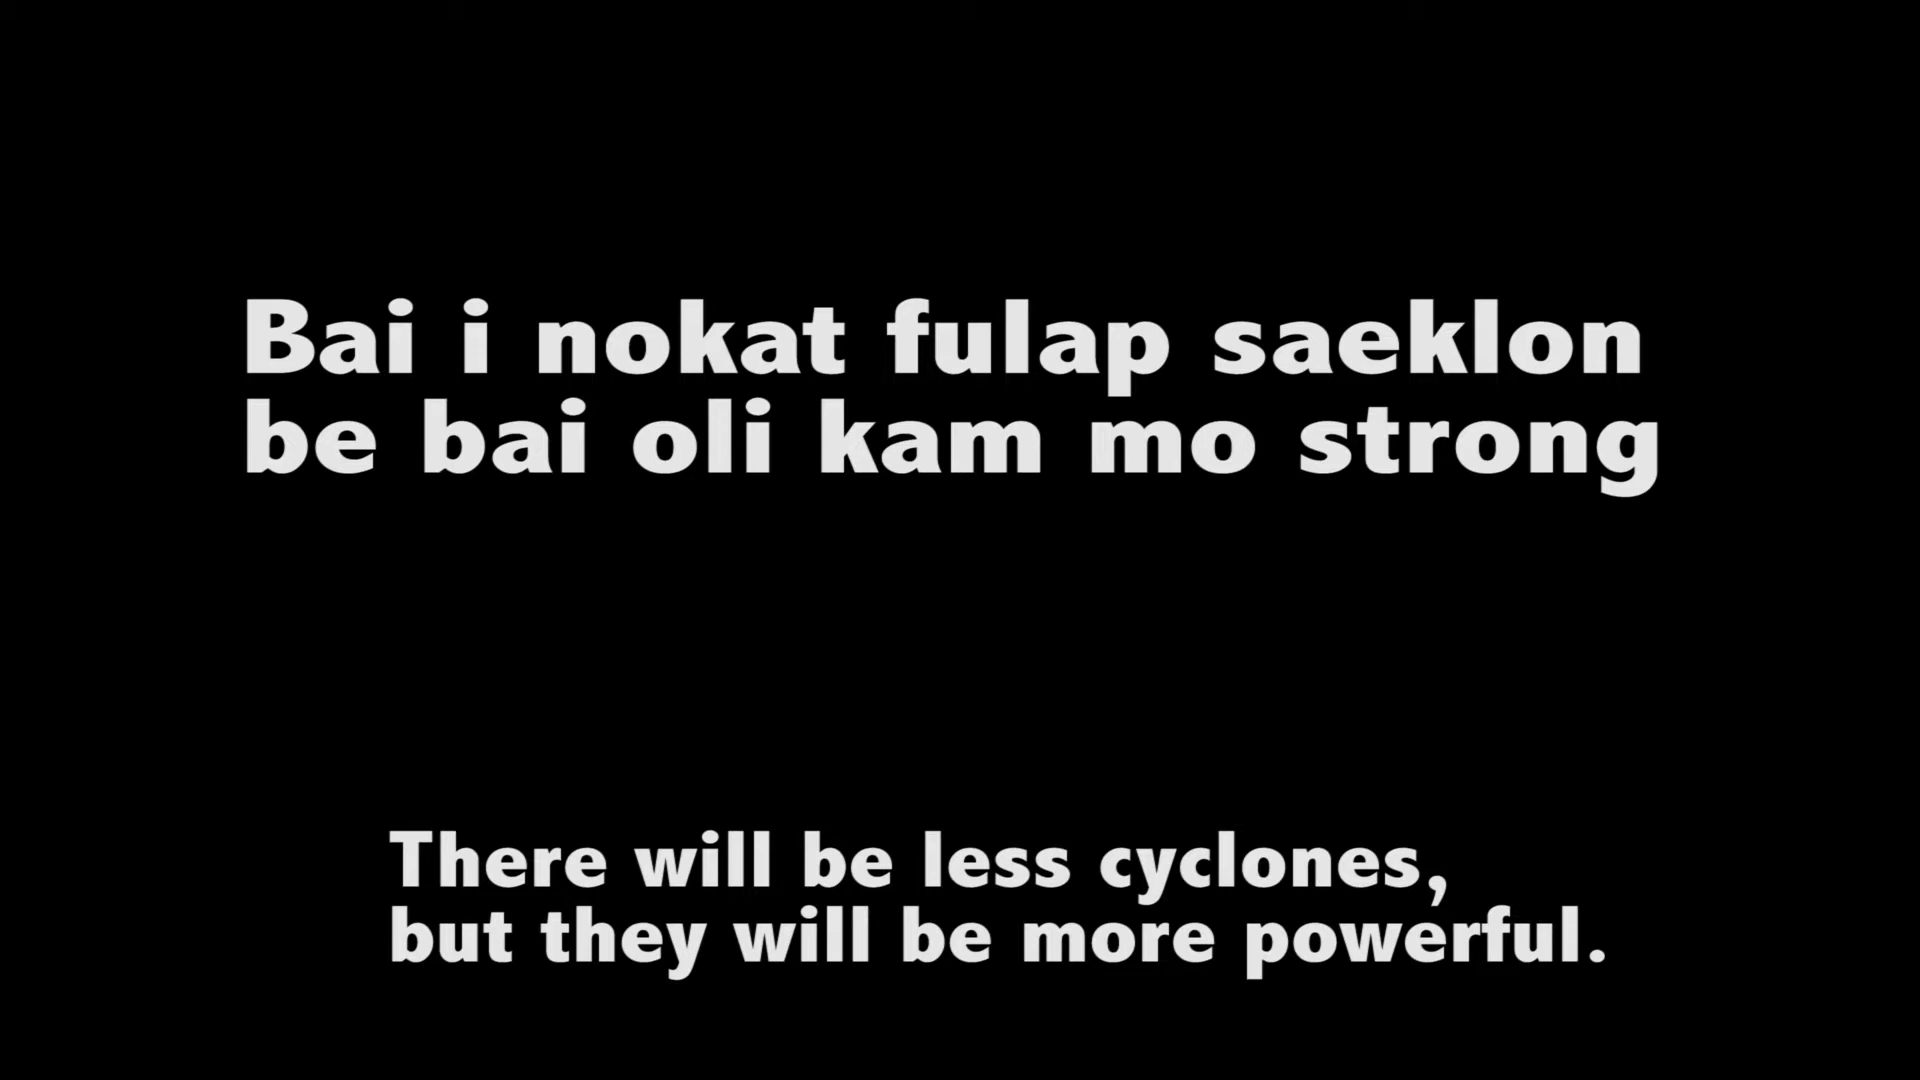 Bai i nokat fulap saeklon
be bai oli kam mo strong
There will be less cyclones,
but they will be more powerful.